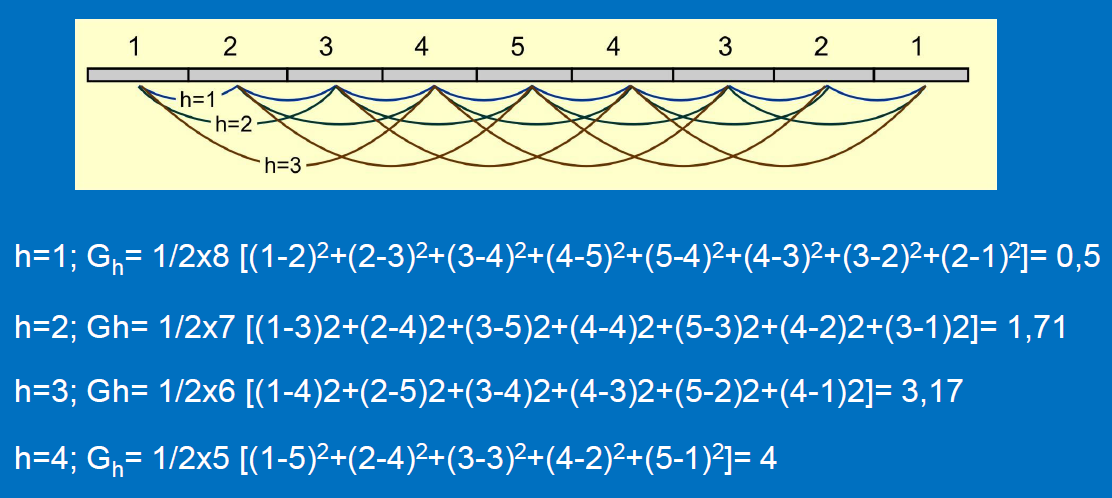 1 2 3 4 5 4 3 2 1
h=1
h=2
h=3
h=1; Gₕ= 1/2x8 [(1-2)²+(2-3)²+(3-4)²+(4-5)²+(5-4)²+(4-3)²+(3-2)²+(2-1)²]= 0,5
h=2; Gh= 1/2x7 [(1-3)2+(2-4)2+(3-5)2+(4-4)2+(5-3)2+(4-2)2+(3-1)2]= 1,71
h=3; Gh= 1/2x6 [(1-4)2+(2-5)2+(3-4)2+(4-3)2+(5-2)2+(4-1)2]= 3,17
h=4; Gₕ= 1/2x5 [(1-5)²+(2-4)²+(3-3)²+(4-2)²+(5-1)²]= 4